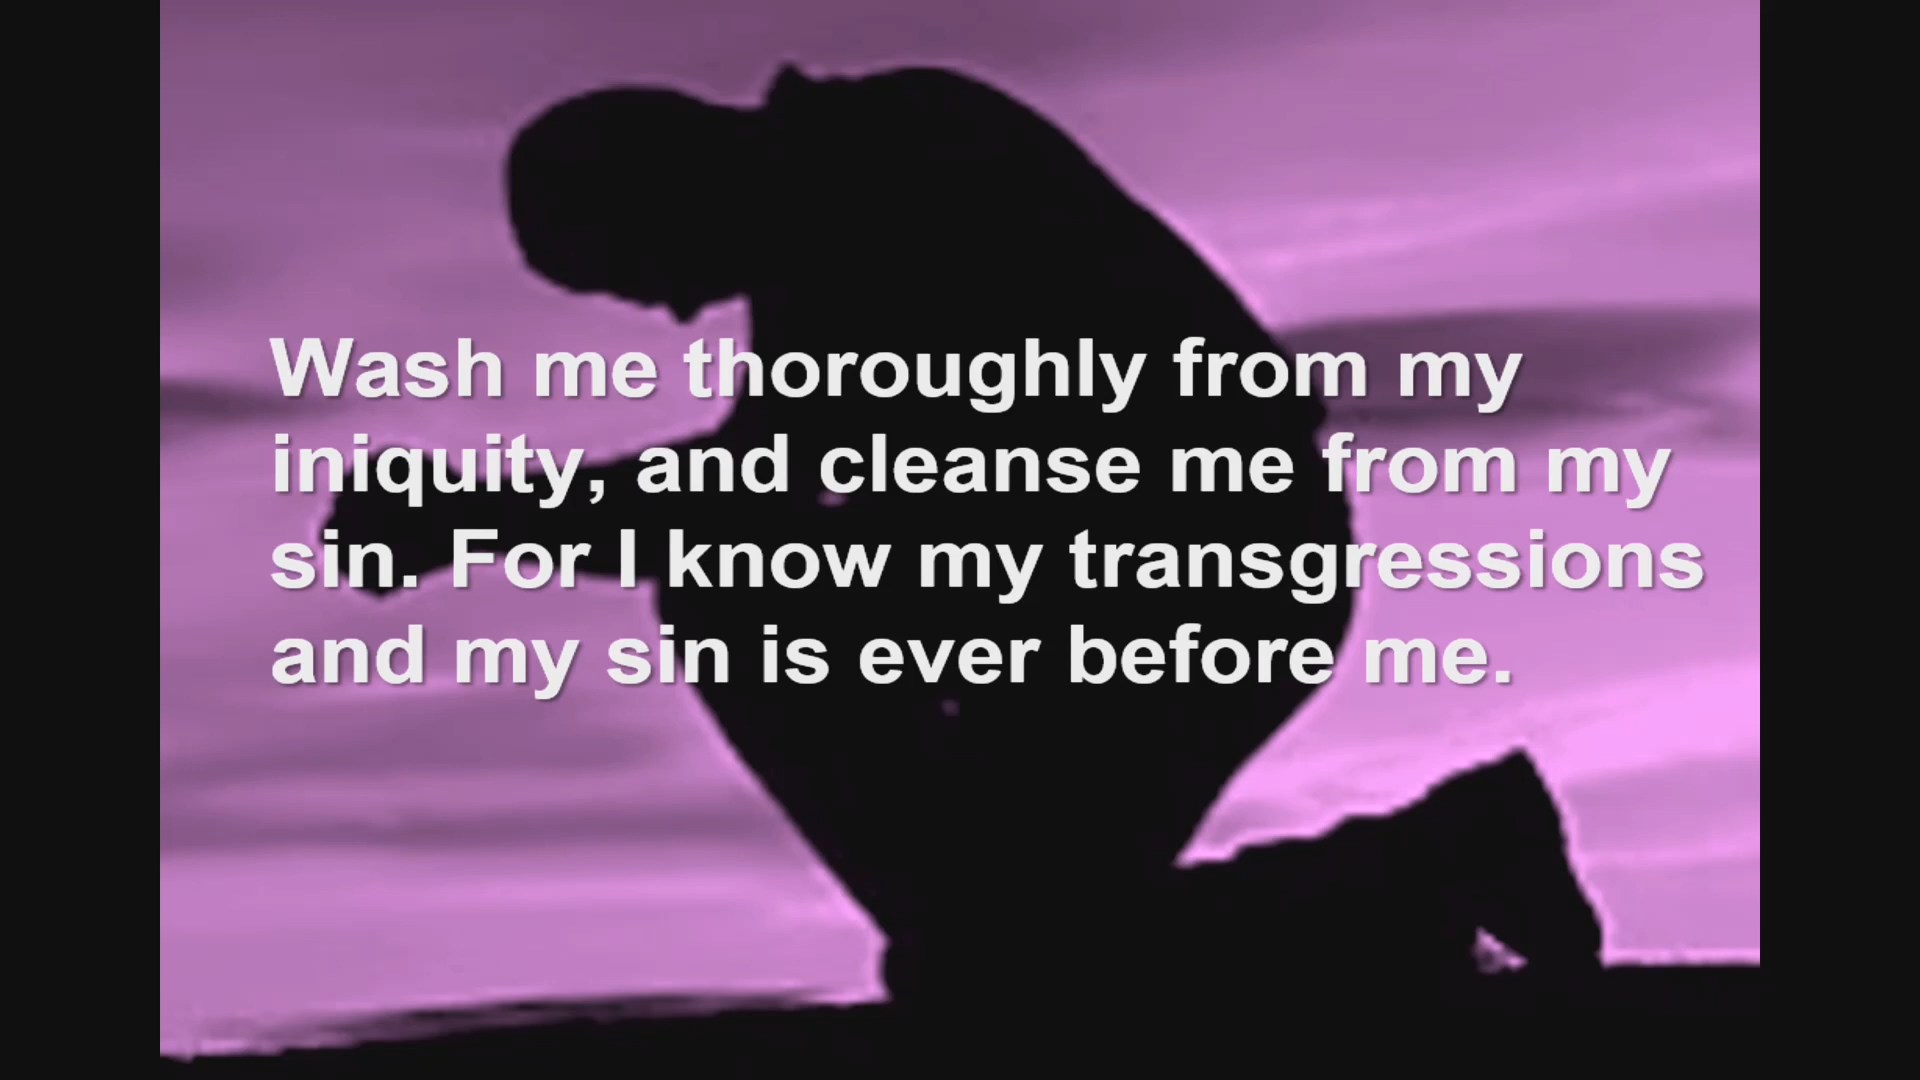 Wash me thoroughly from my
iniquity, and cleanse me from my
sin. For I know my transgressions
and my sin is ever before me.